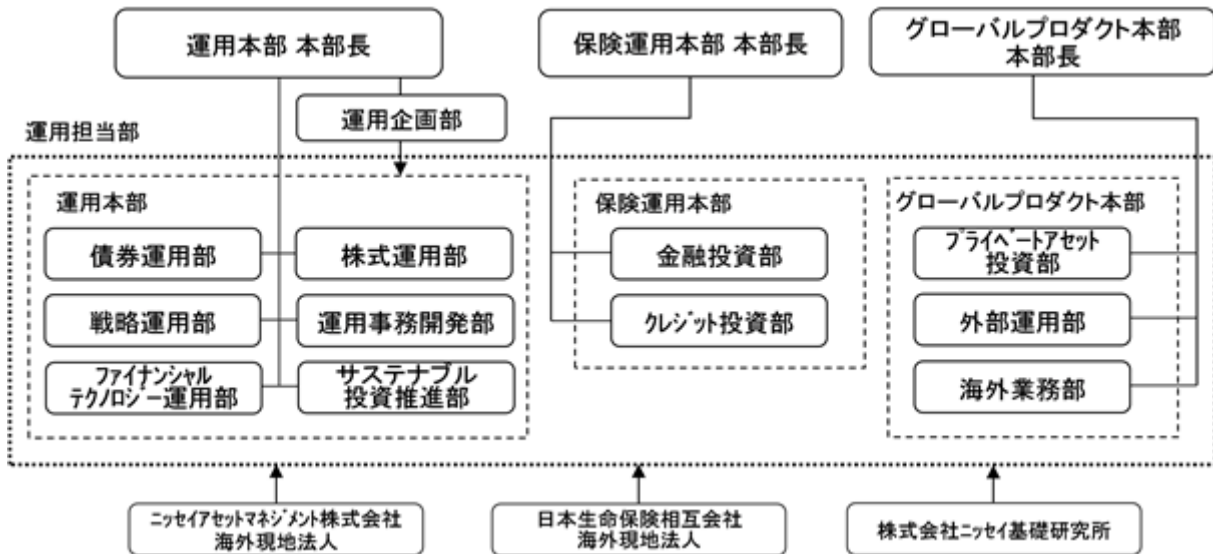 運用本部 本部長
保険運用本部 本部長
グローバルプロダクト本部
本部長
運用企画部
運用担当部
運用本部
債券運用部
株式運用部
戦略運用部
運用事務開発部
ファイナンシャル
テクノロジー運用部
サステナブル
投資推進部
保険運用本部
金融投資部
クレジット投資部
グローバルプロダクト本部
プライベートアセット
投資部
外部運用部
海外業務部
ニッセイアセットマネジメント株式会社
海外現地法人
日本生命保険相互会社
海外現地法人
株式会社ニッセイ基礎研究所